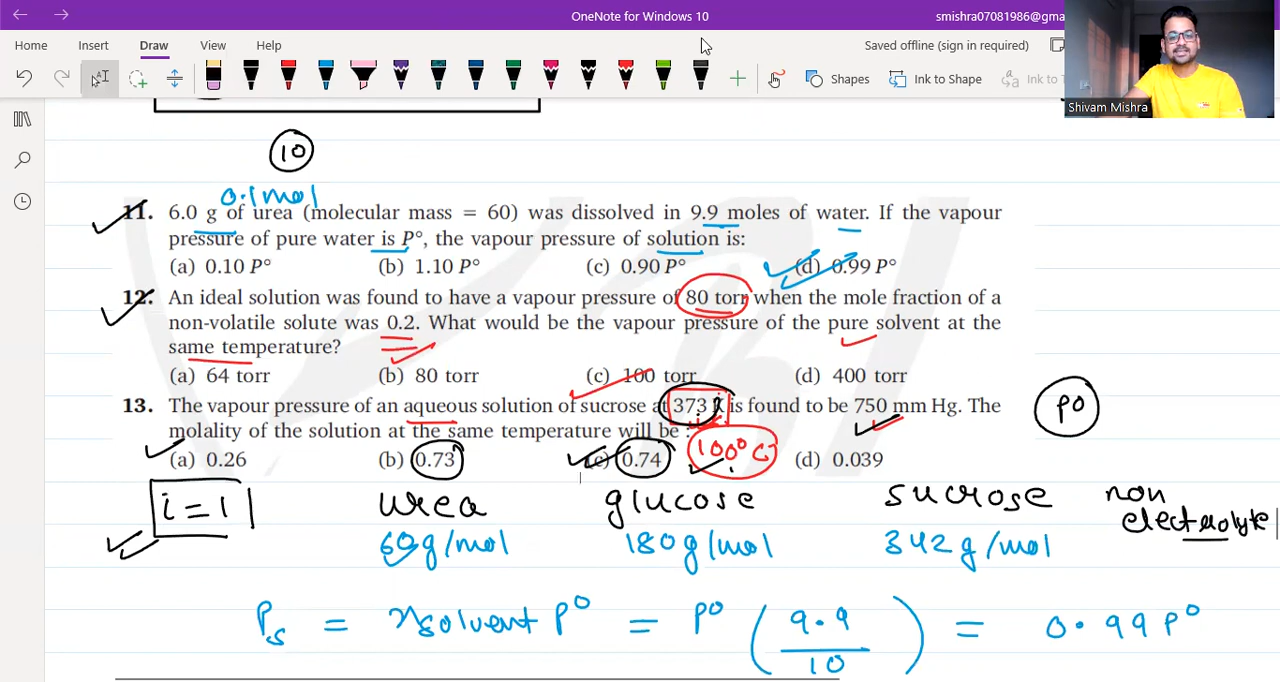 OneNote for Windows 10
smishra07081986@gma
Home Insert Draw View Help
Saved offline (sign in required)
Shapes
Ink to Shape
Ink to
Shivam Mishra
10
0.1mol
11. 6.0 g of urea (molecular mass = 60) was dissolved in 9.9 moles of water. If the vapour
pressure of pure water is P°, the vapour pressure of solution is:
(a) 0.10 P° (b) 1.10 P° (c) 0.90 P° (d) 0.99 P°
12. An ideal solution was found to have a vapour pressure of 80 torr when the mole fraction of a
non-volatile solute was 0.2. What would be the vapour pressure of the pure solvent at the
same temperature?
(a) 64 torr (b) 80 torr (c) 100 torr (d) 400 torr
13. The vapour pressure of an aqueous solution of sucrose at 373 K is found to be 750 mm Hg. The
P°
molality of the solution at the same temperature will be :
100°C
(a) 0.26 (b) 0.73 (c) 0.74 (d) 0.039
i = 1 urea glucose sucrose non
electrolyte
60g/mol 180g/mol 342g/mol
Ps = xsolvent P° = P° ( 9.9 / 10 ) = 0.99 P°